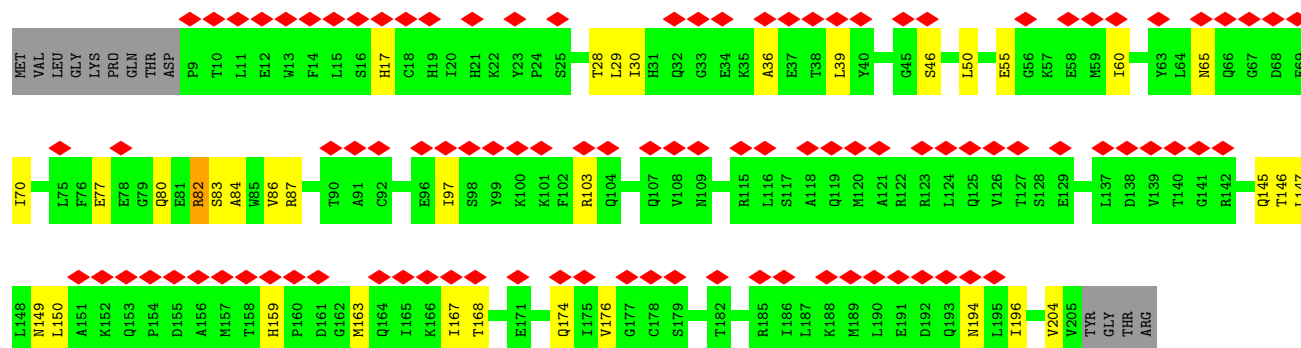 MET VAL LEU GLY LYS PRO GLN THR ASP P9 T10 L11 E12 W13 F14 L15 S16 H17 C18 H19 I20 H21 K22 Y23 P24 S25 T28 L29 I30 H31 Q32 G33 E34 K35 A36 E37 T38 L39 Y40 G45 S46 L50 E55 G56 K57 E58 M59 I60 Y63 L64 N65 Q66 G67 D68 E69
I70 L75 F76 E77 E78 G79 Q80 E81 R82 S83 A84 W85 V86 R87 T90 A91 C92 E96 I97 S98 Y99 K100 K101 F102 R103 Q104 Q107 V108 N109 R115 L116 S117 A118 Q119 M120 A121 R122 R123 L124 Q125 V126 T127 S128 E129 L137 D138 V139 T140 G141 R142 Q145 T146 L147
L148 N149 L150 A151 K152 Q153 P154 D155 A156 M157 T158 H159 P160 D161 G162 M163 Q164 I165 K166 I167 T168 E171 Q174 I175 V176 G177 C178 S179 T182 R185 I186 L187 K188 M189 L190 E191 D192 Q193 N194 L195 I196 V204 V205 TYR GLY THR ARG